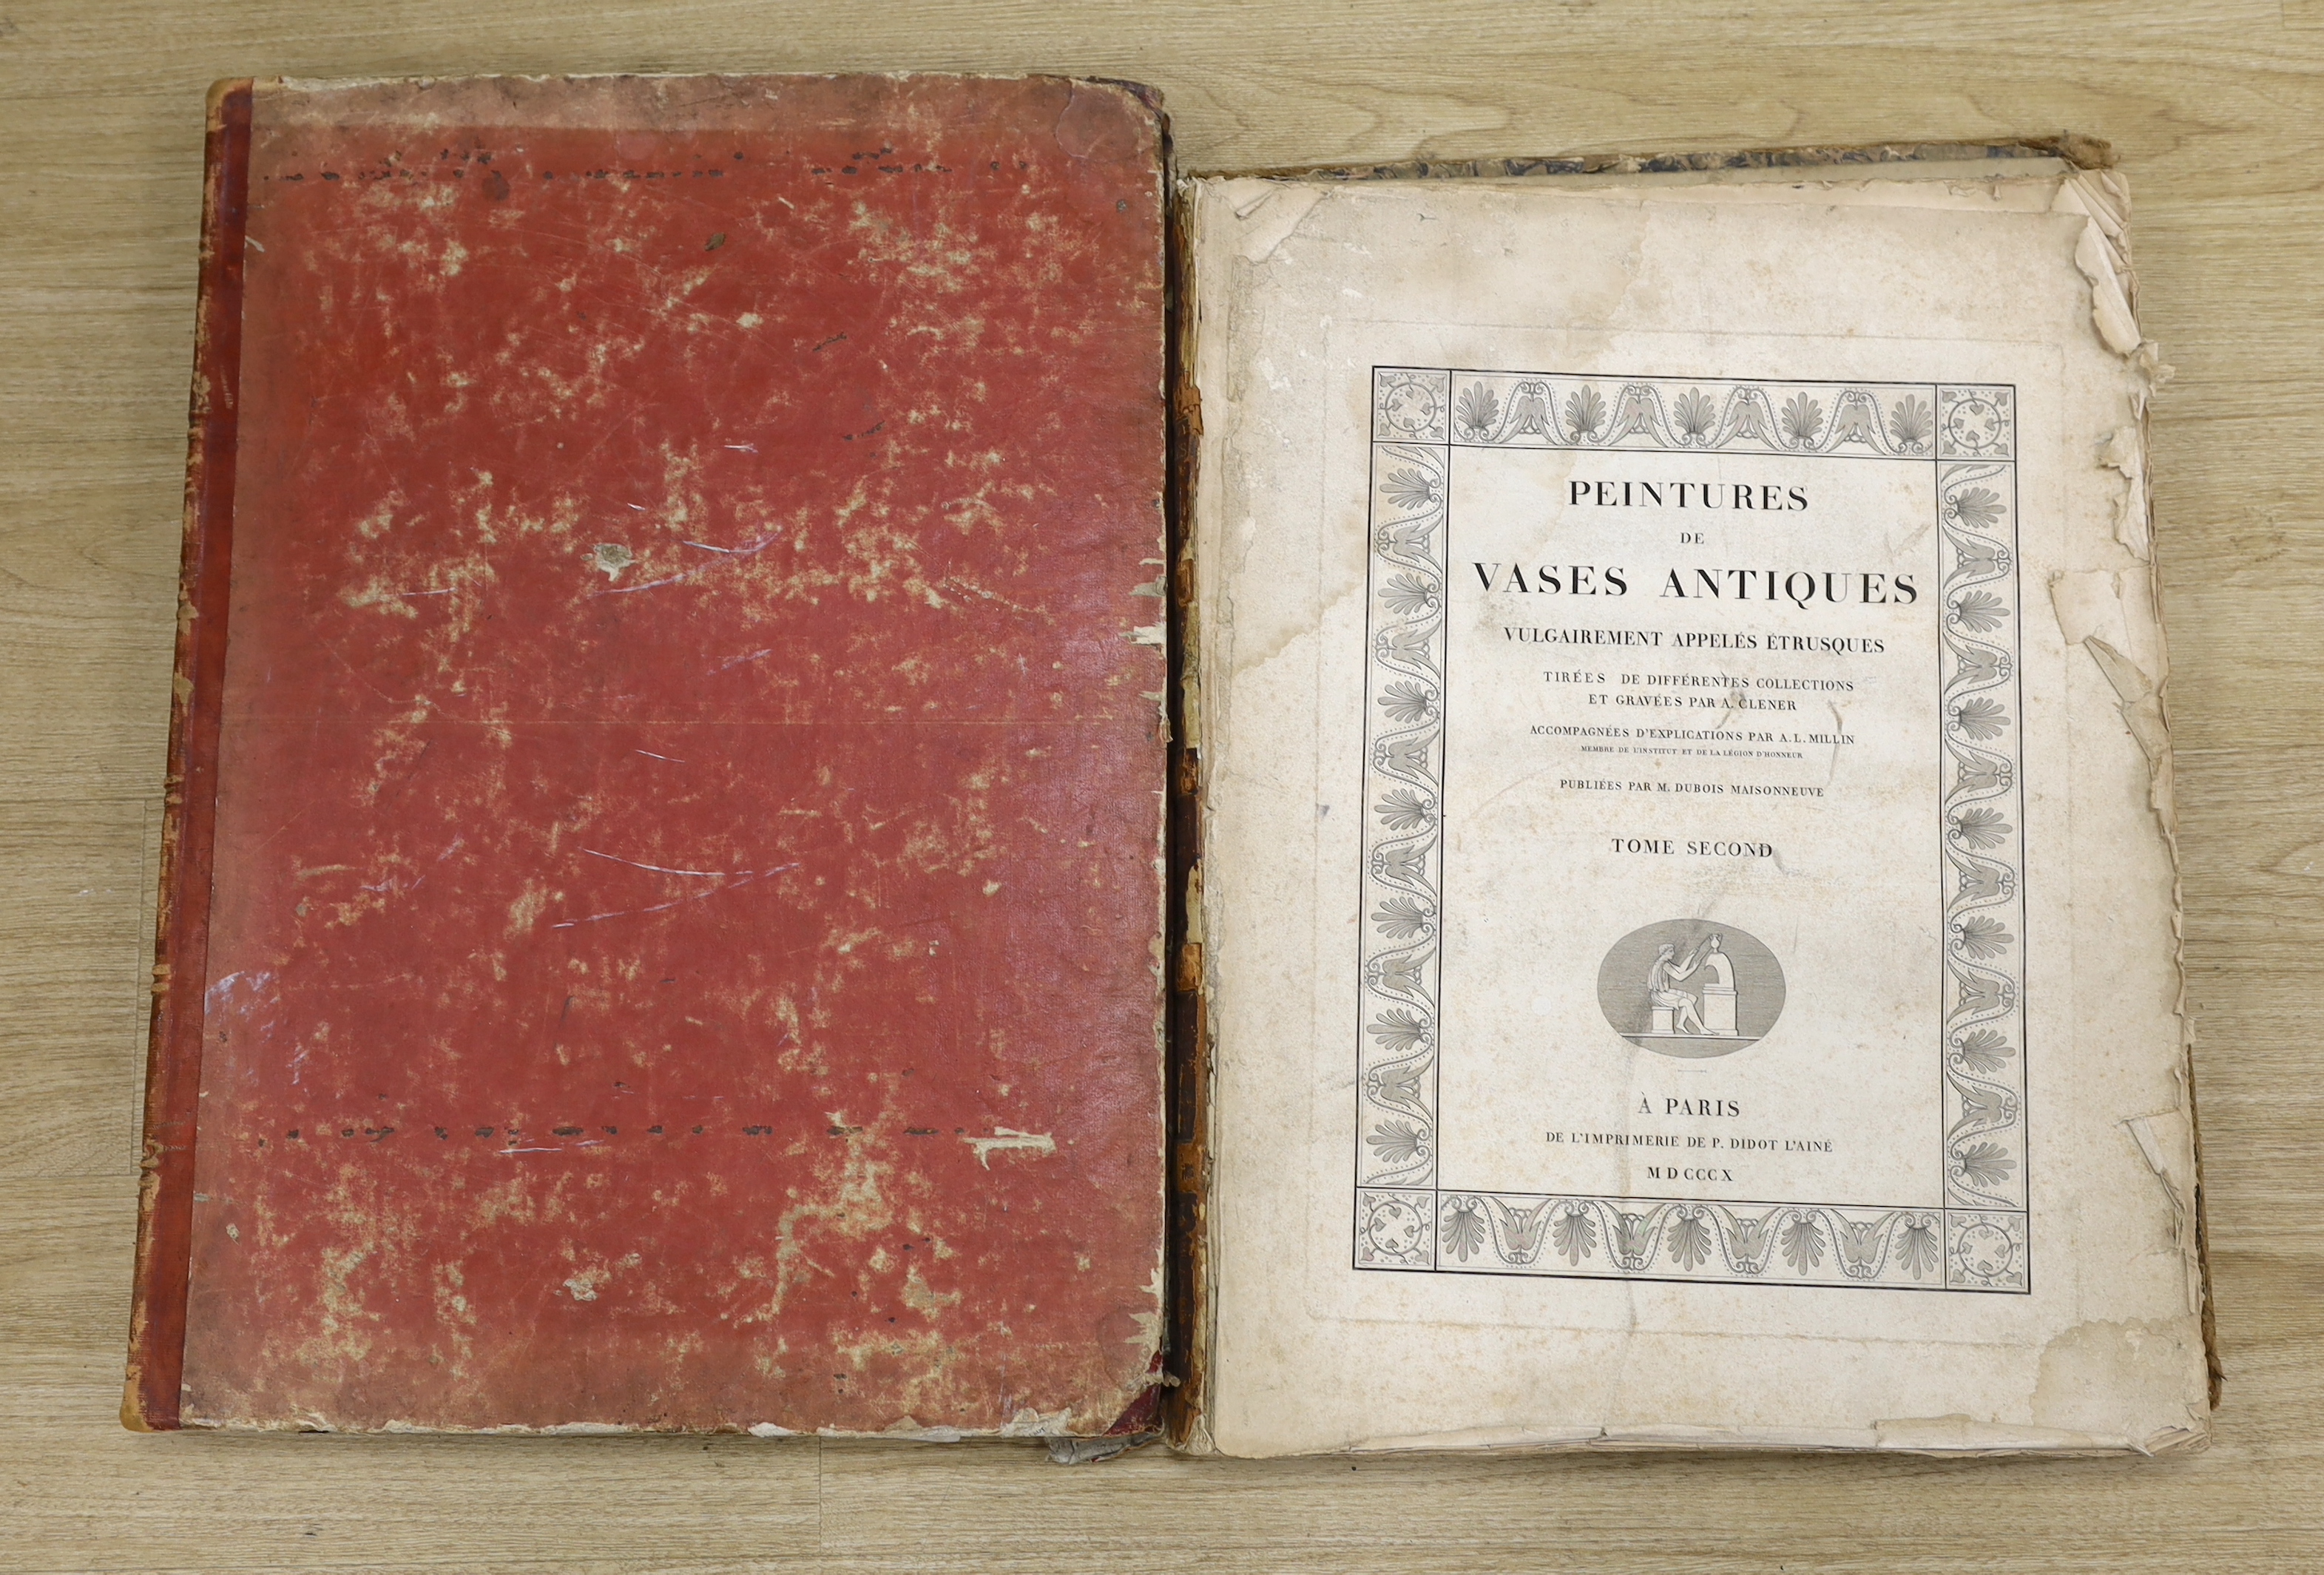 PEINTURES
DE
VASES ANTIQUES
VULGAIREMENT APPELÉS ÉTRUSQUES
TIRÉES DE DIFFÉRENTES COLLECTIONS
ET GRAVÉES PAR A. CLENER
ACCOMPAGNÉES D'EXPLICATIONS PAR A. L. MILLIN
MEMBRE DE L'INSTITUT ET DE LA LÉGION D'HONNEUR
PUBLIÉES PAR M. DUBOIS MAISONNEUVE
TOME SECOND
À PARIS
DE L'IMPRIMERIE DE P. DIDOT L'AINÉ
MDCCCX